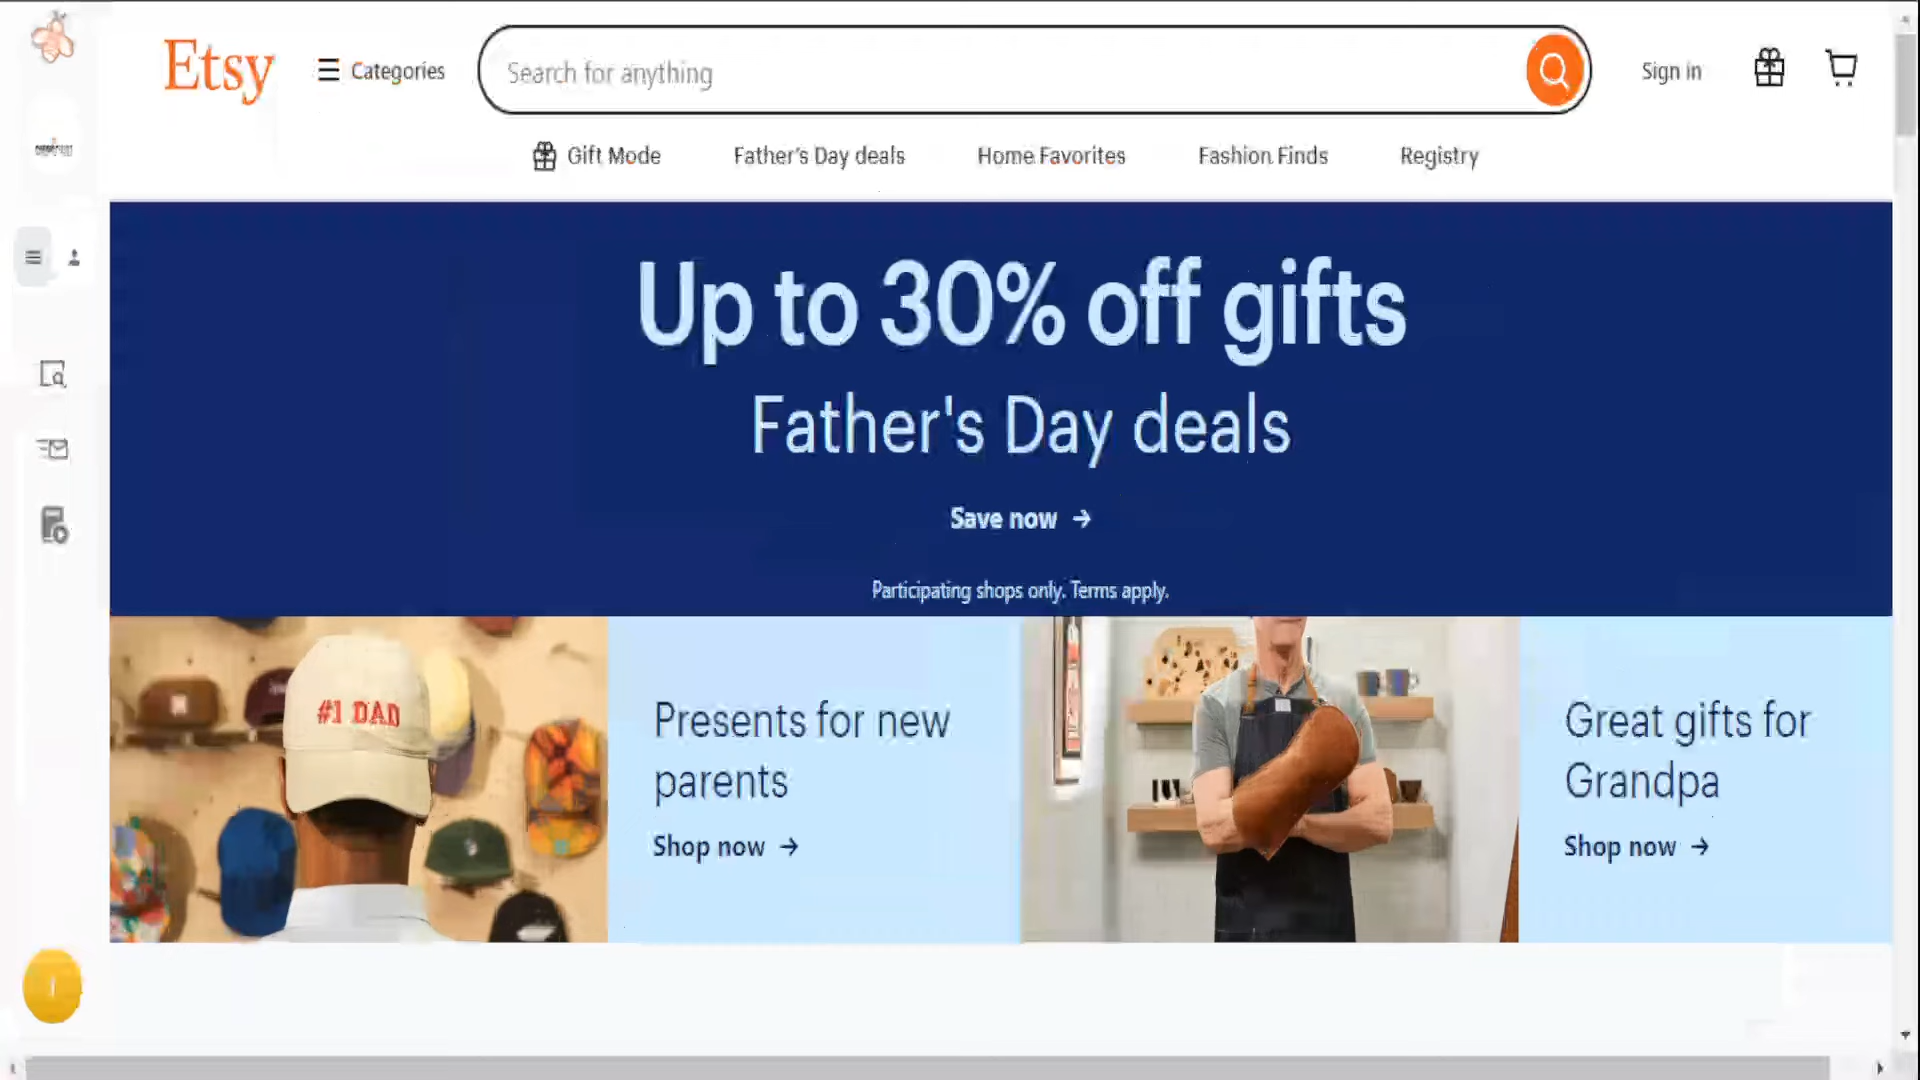 Etsy
Categories
Search for anything
Sign in
Gift Mode
Father's Day deals
Home Favorites
Fashion Finds
Registry
Up to 30% off gifts
Father's Day deals
Save now →
Participating shops only. Terms apply.
#1 DAD
Presents for new
parents
Shop now →
Great gifts for
Grandpa
Shop now →